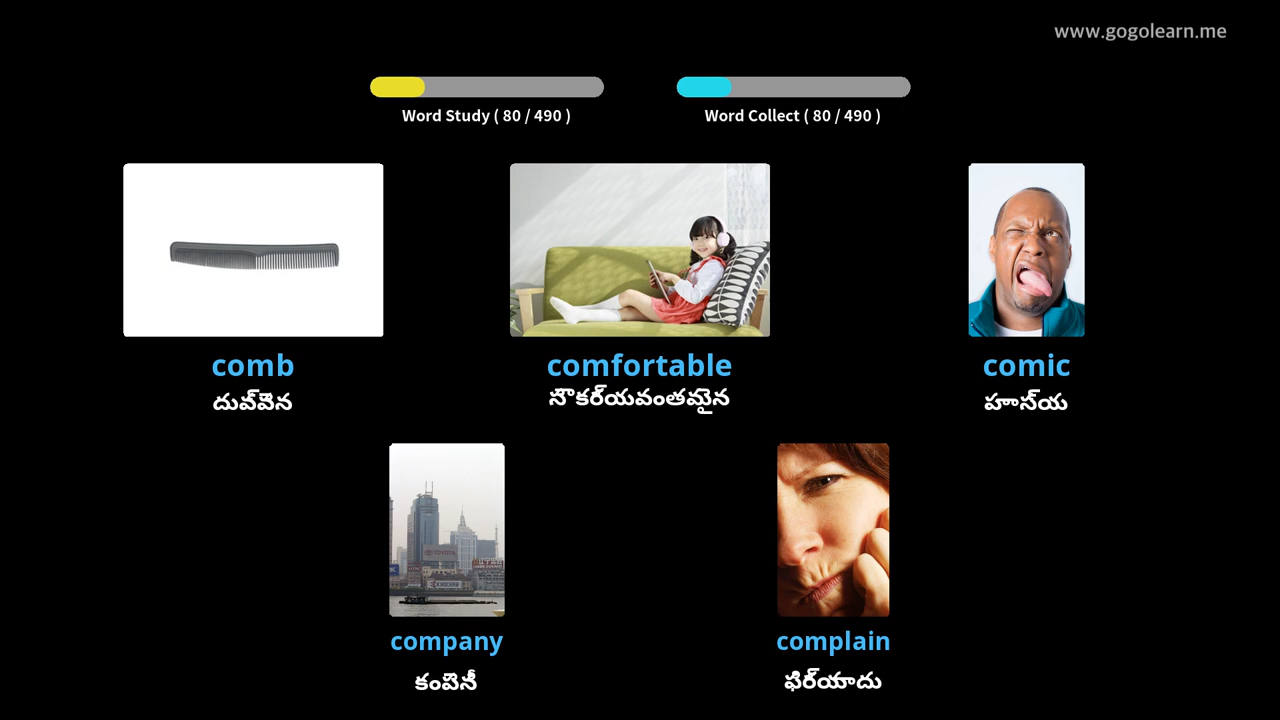 www.gogolearn.me
Word Study ( 80 / 490 )
Word Collect ( 80 / 490 )
comb
దువ్వెన
comfortable
సౌకర్యవంతమైన
comic
హాస్య
TOYOTA
company
కంపెనీ
complain
ఫిర్యాదు